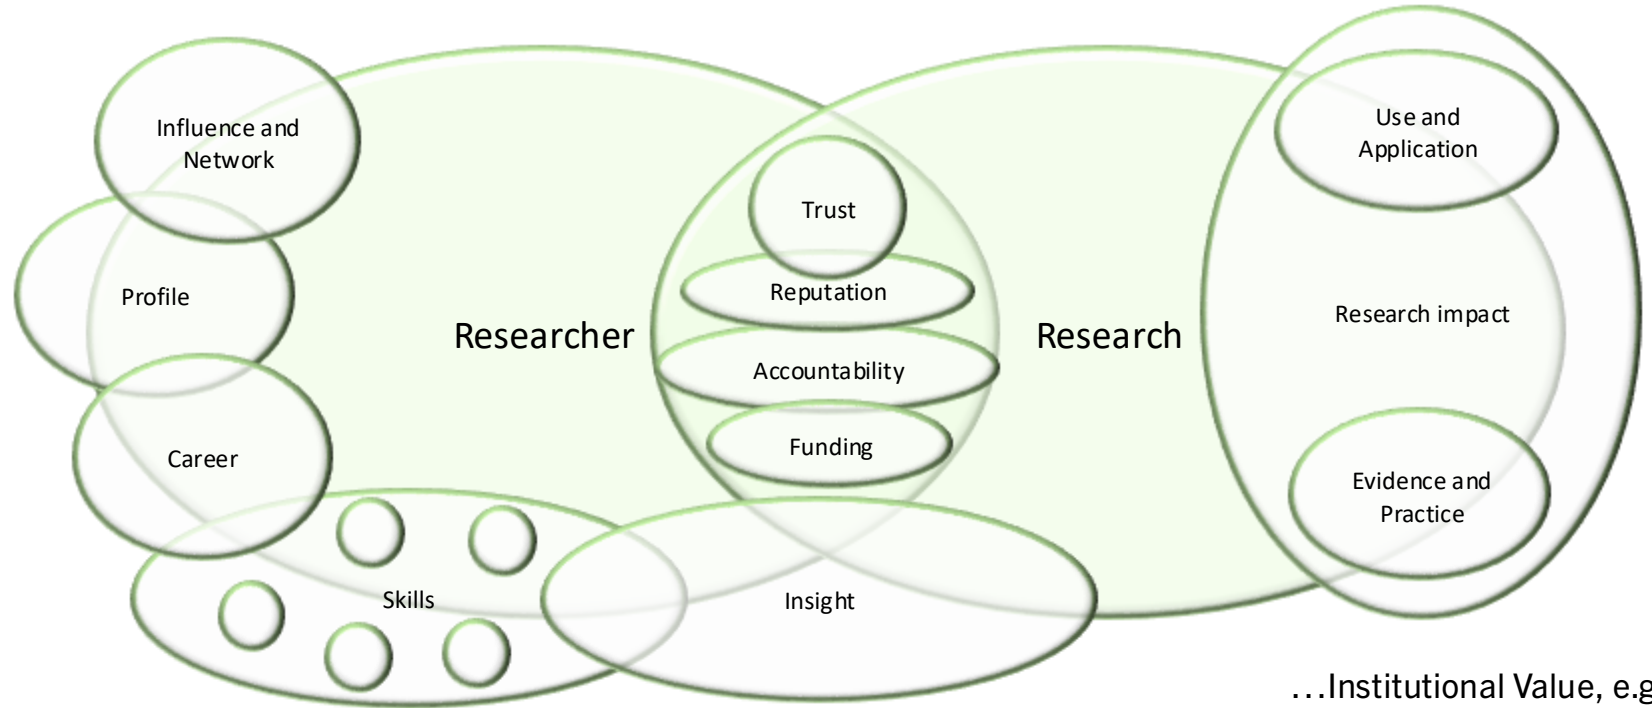 Influence and
Network
Profile
Career
Skills
Researcher
Trust
Reputation
Accountability
Funding
Insight
Research
Use and
Application
Research impact
Evidence and
Practice
...Institutional Value, e.g